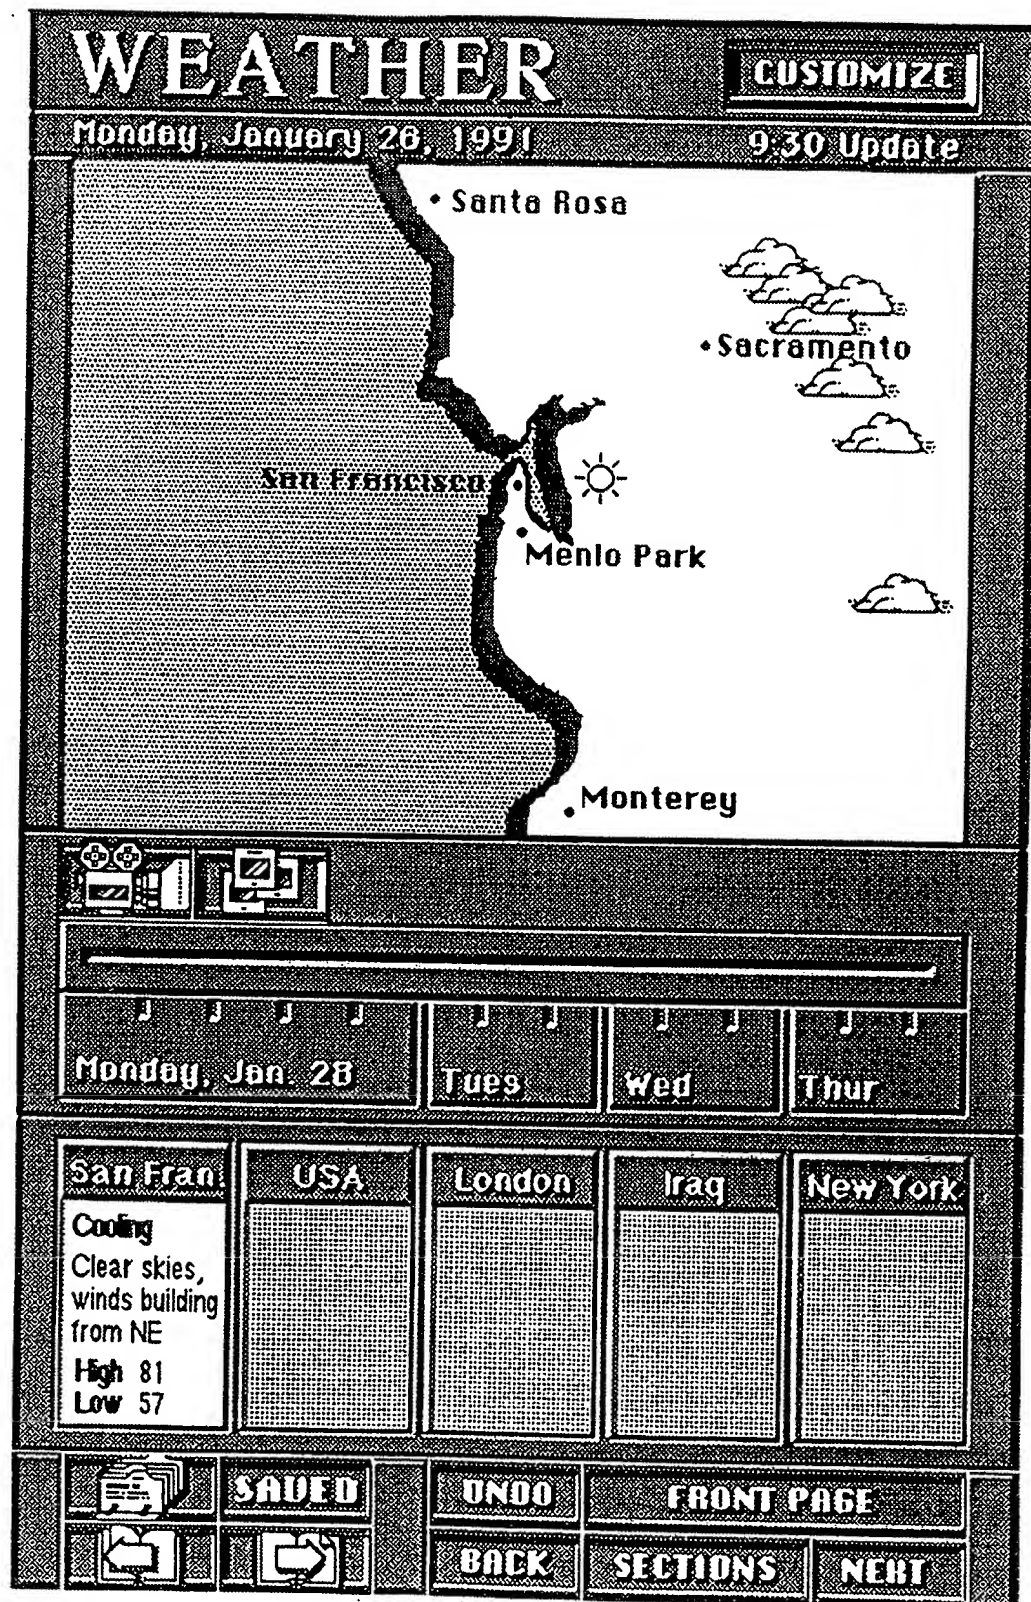 WEATHER
CUSTOMIZE
Monday, January 28, 1991
9:30 Update
Santa Rosa
Sacramento
San Francisco
Menlo Park
Monterey
Monday, Jan. 28
Tues
Wed
Thur
San Fran
USA
London
Iraq
New York
Cooling
Clear skies,
winds building
from NE
High 81
Low 57
SAVED
UNDO
FRONT PAGE
BACK
SECTIONS
NEXT